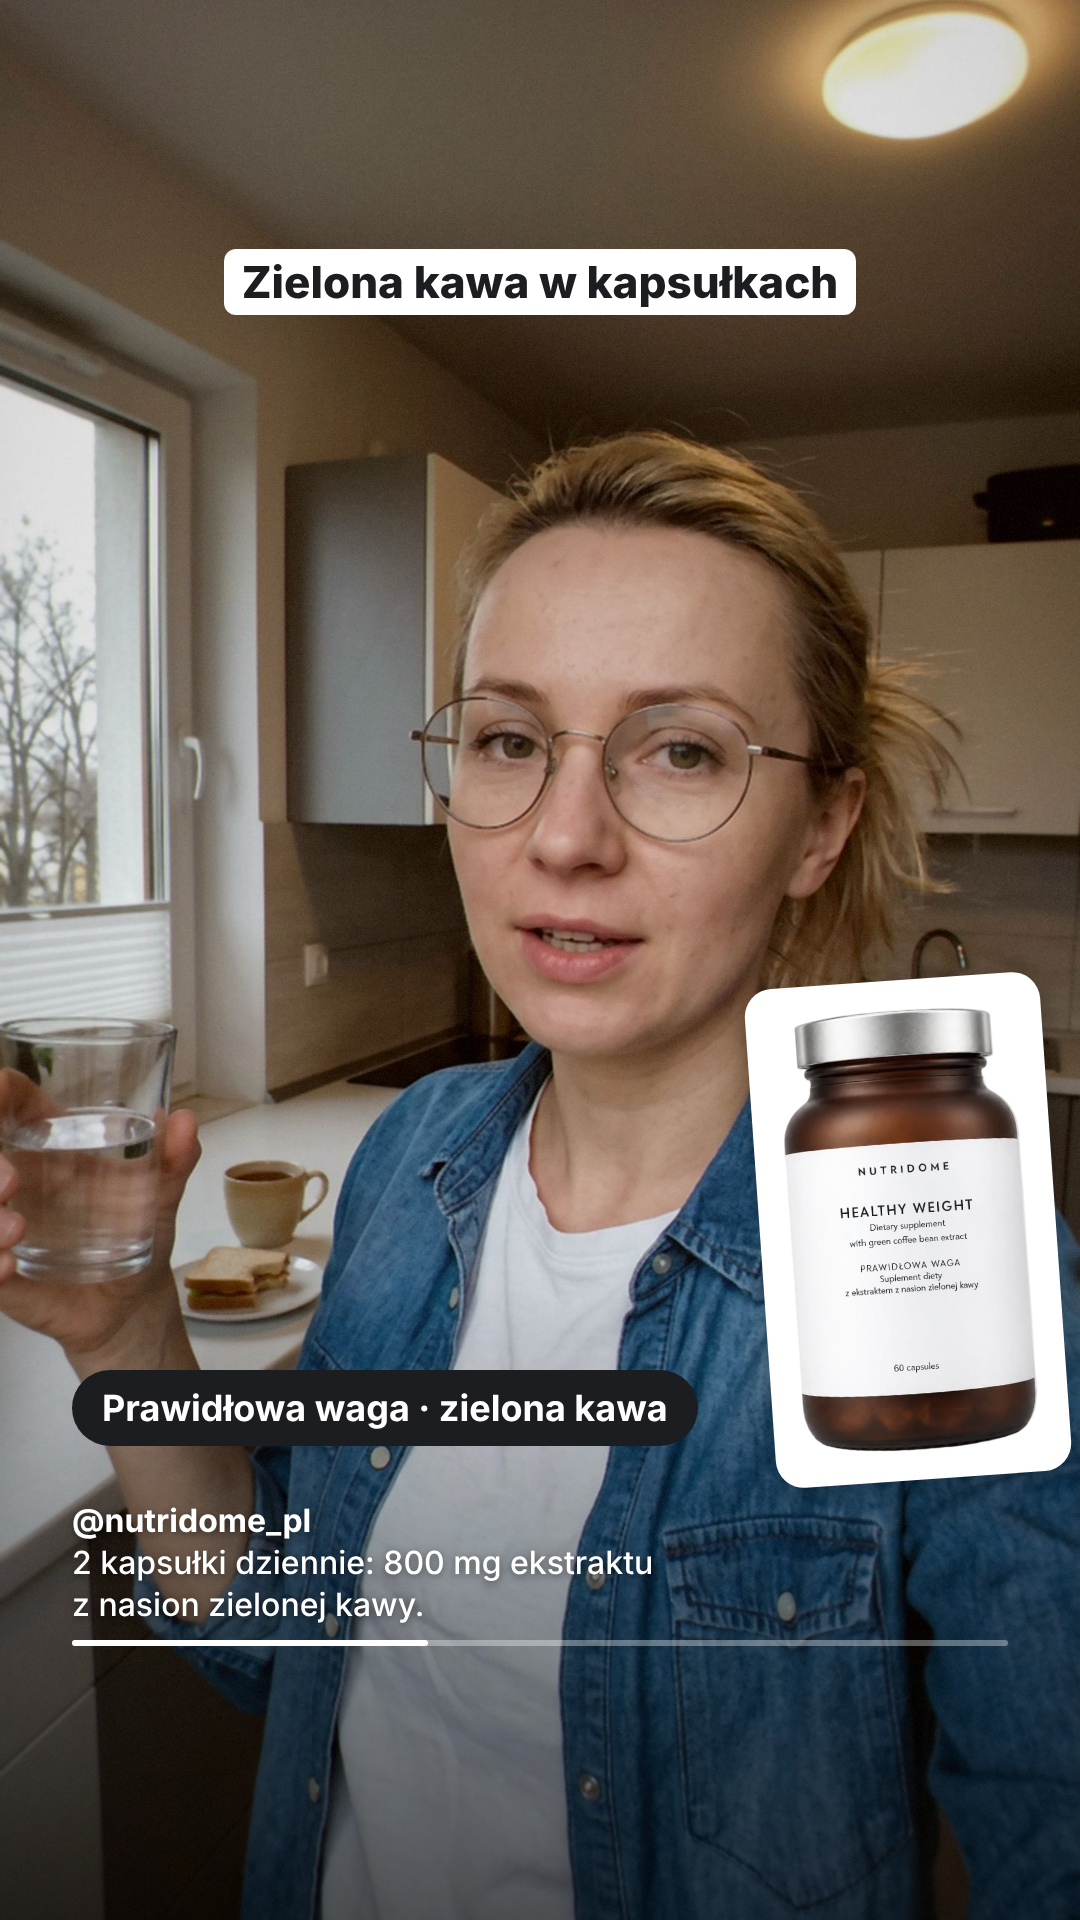 Zielona kawa w kapsułkach
NUTRIDOME
HEALTHY WEIGHT
Dietary supplement
with green coffee bean extract
PRAWIDŁOWA WAGA
Suplement diety
z ekstraktem z nasion zielonej kawy
60 capsules
Prawidłowa waga · zielona kawa
@nutridome_pl
2 kapsułki dziennie: 800 mg ekstraktu
z nasion zielonej kawy.